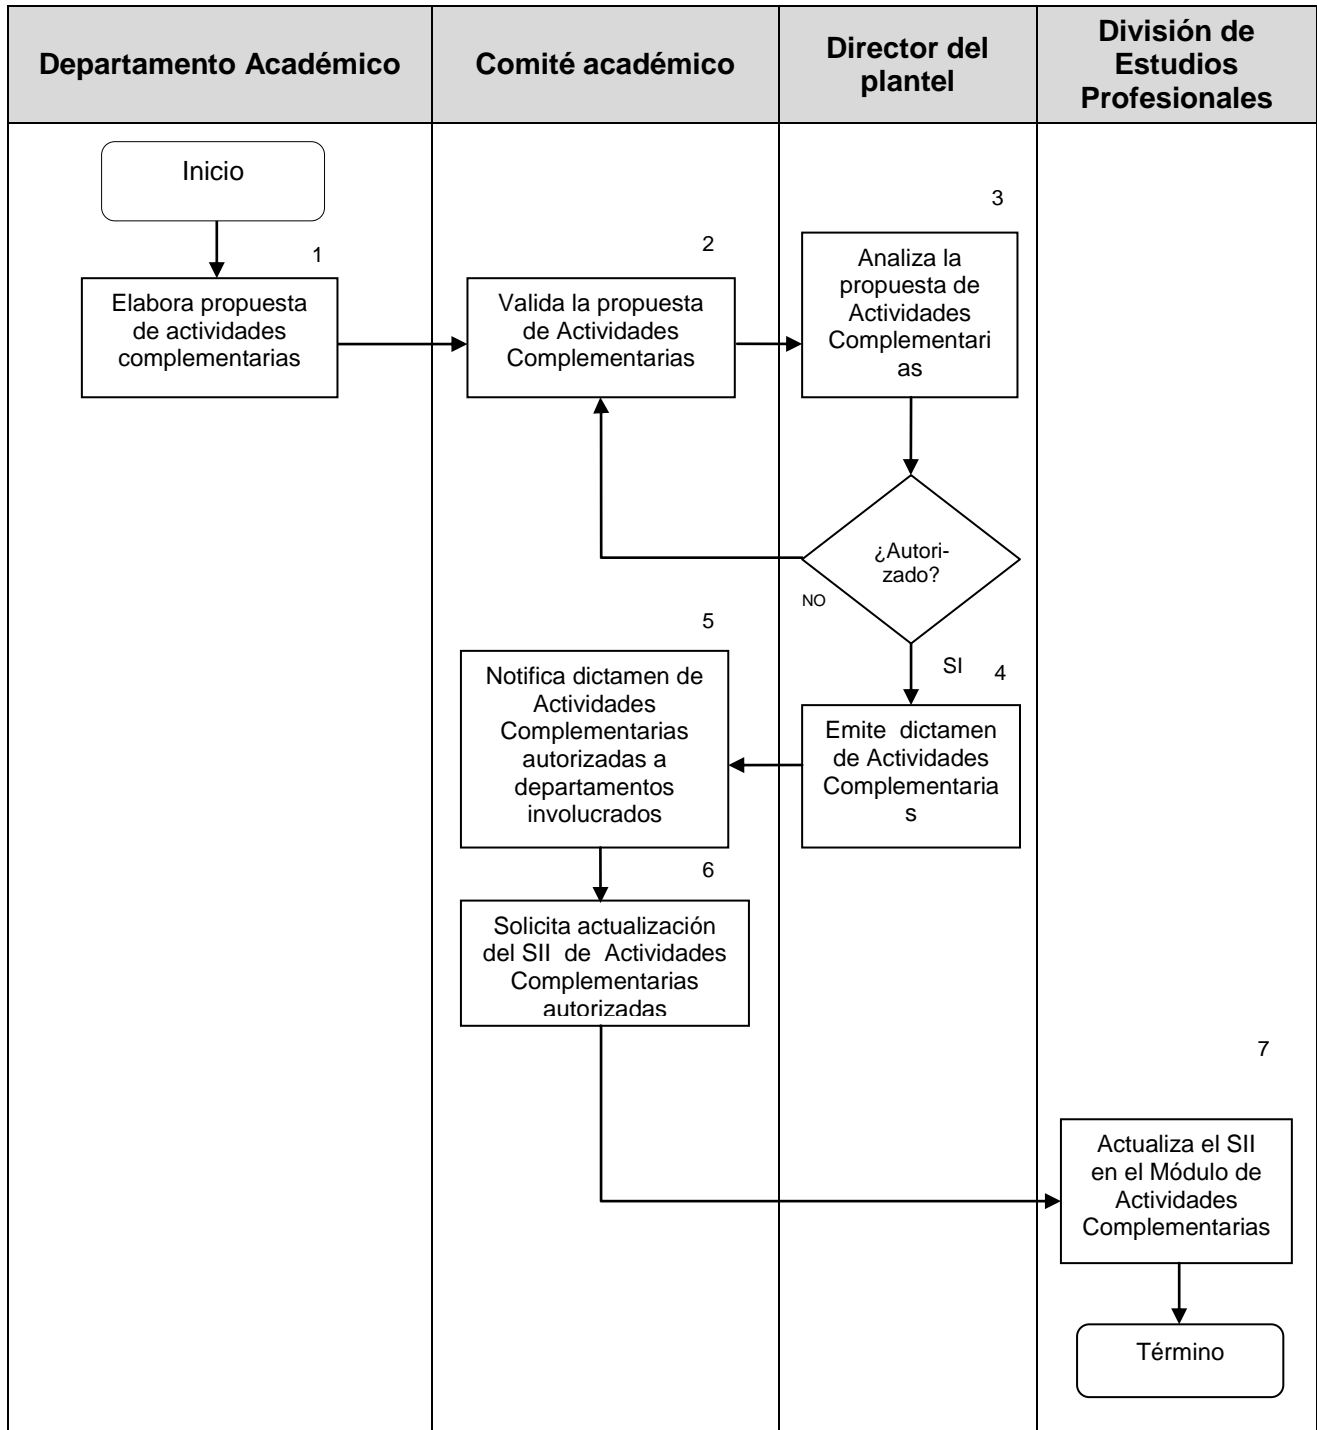 Departamento Académico
Comité académico
Director del
plantel
División de
Estudios
Profesionales
Inicio
1
Elabora propuesta
de actividades
complementarias
2
Valida la propuesta
de Actividades
Complementarias
3
Analiza la
propuesta de
Actividades
Complementari
as
¿Autori-
zado?
NO
SI
4
Emite  dictamen
de Actividades
Complementaria
s
5
Notifica dictamen de
Actividades
Complementarias
autorizadas a
departamentos
involucrados
6
Solicita actualización
del SII  de  Actividades
Complementarias
autorizadas
7
Actualiza el SII
en el Módulo de
Actividades
Complementarias
Término